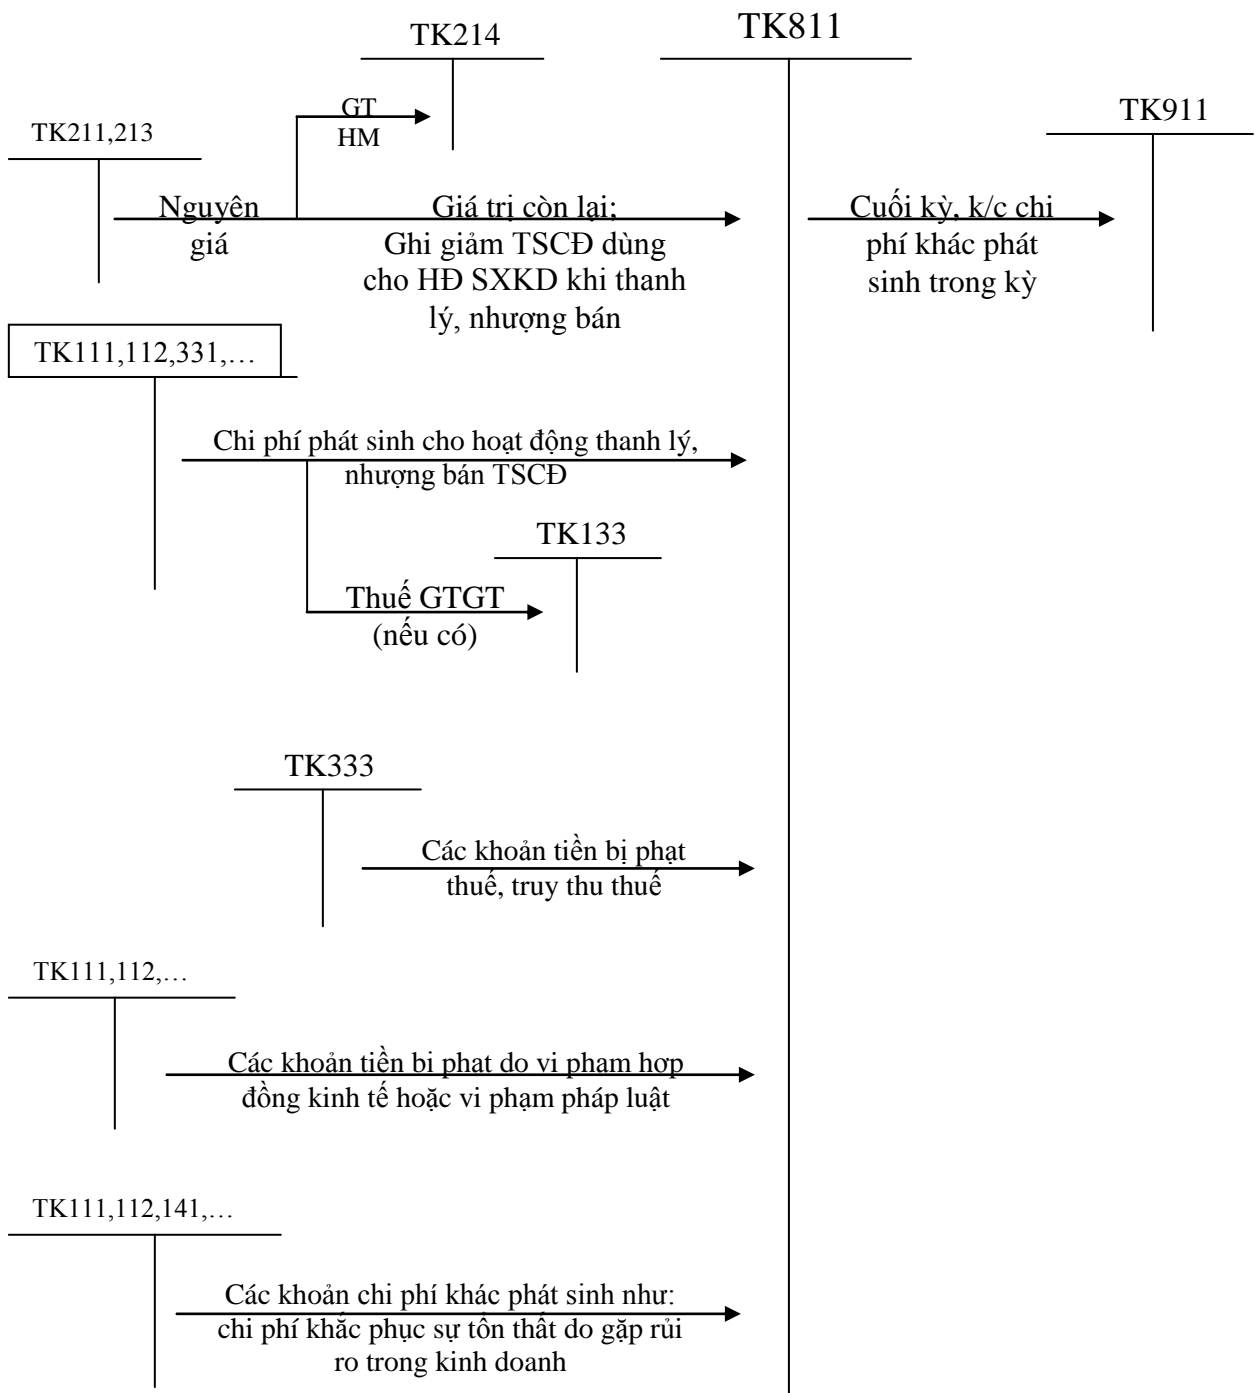 TK811
TK214
TK911
TK211,213
GT
HM
Nguyên
giá
Giá trị còn lại;
Ghi giảm TSCĐ dùng
cho HĐ SXKD khi thanh
lý, nhượng bán
Cuối kỳ, k/c chi
phí khác phát
sinh trong kỳ
TK111,112,331,…
Chi phí phát sinh cho hoạt động thanh lý,
nhượng bán TSCĐ
TK133
Thuế GTGT
(nếu có)
TK333
Các khoản tiền bị phạt
thuế, truy thu thuế
TK111,112,…
Các khoản tiền bị phạt do vi phạm hợp
đồng kinh tế hoặc vi phạm pháp luật
TK111,112,141,…
Các khoản chi phí khác phát sinh như:
chi phí khắc phục sự tổn thất do gặp rủi
ro trong kinh doanh